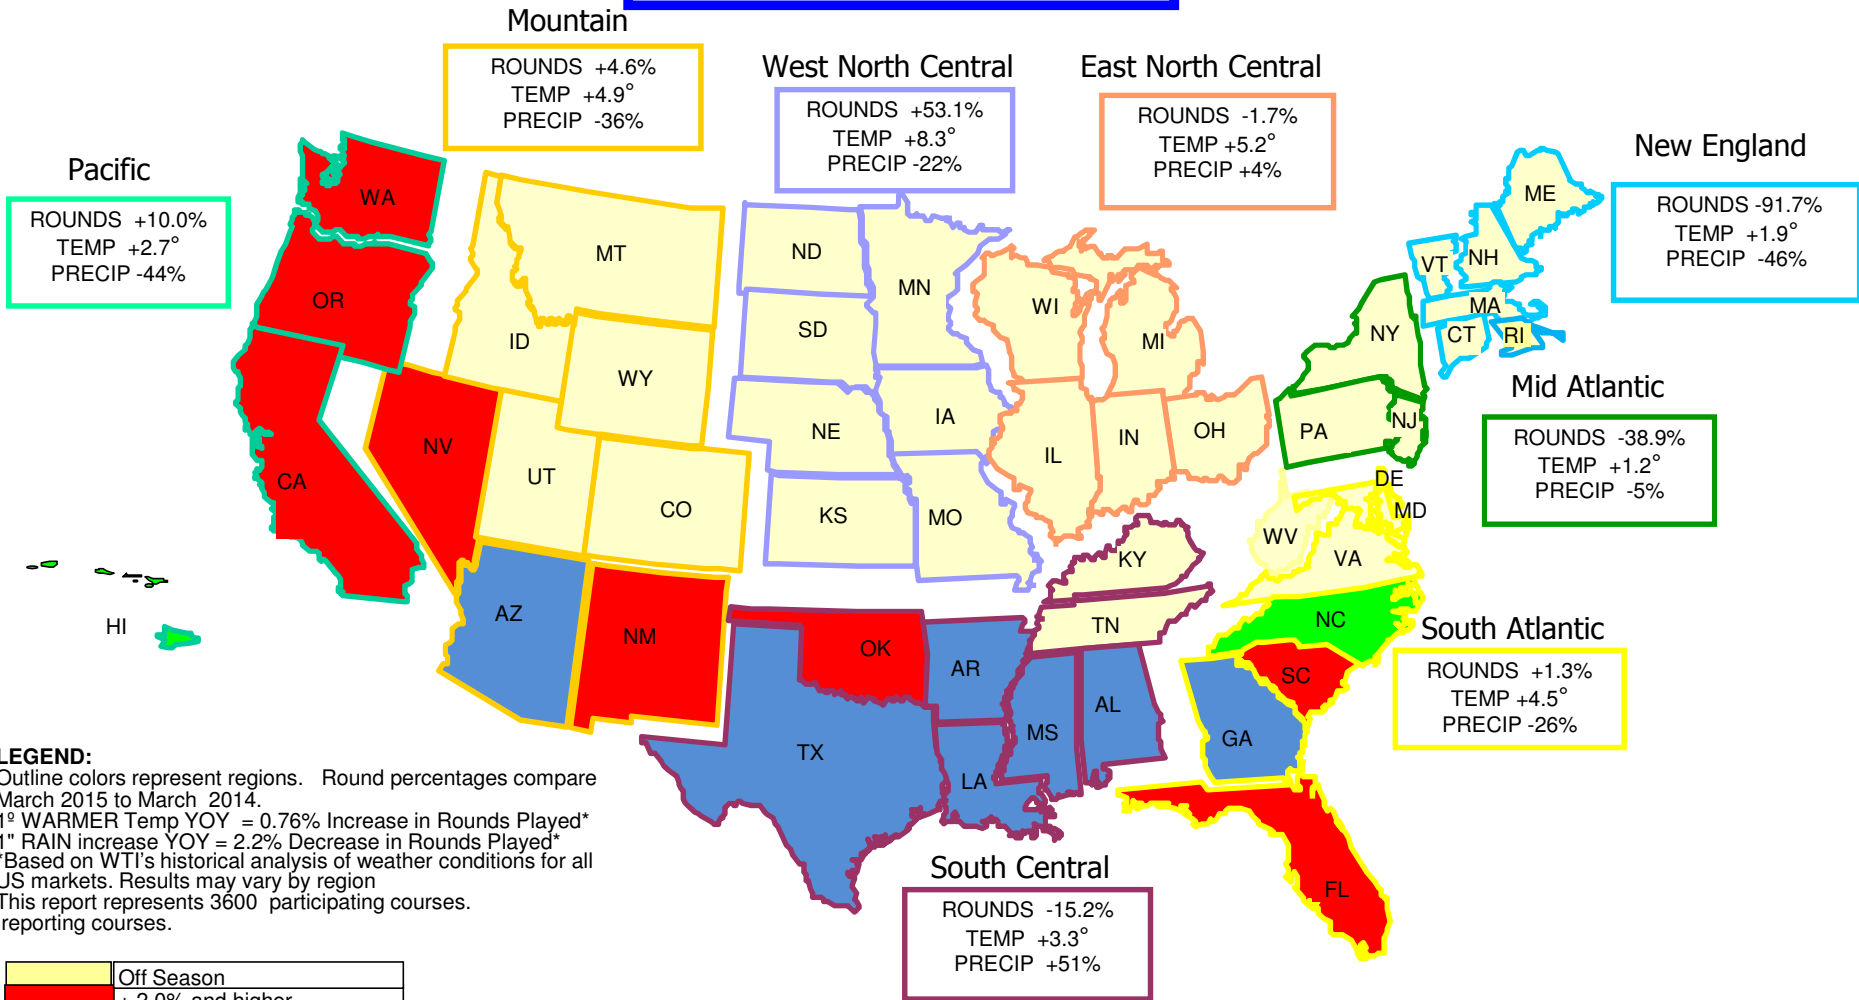 Mountain
ROUNDS +4.6%
TEMP +4.9°
PRECIP -36%
West North Central
ROUNDS +53.1%
TEMP +8.3°
PRECIP -22%
East North Central
ROUNDS -1.7%
TEMP +5.2°
PRECIP +4%
New England
ROUNDS -91.7%
TEMP +1.9°
PRECIP -46%
Pacific
ROUNDS +10.0%
TEMP +2.7°
PRECIP -44%
Mid Atlantic
ROUNDS -38.9%
TEMP +1.2°
PRECIP -5%
South Atlantic
ROUNDS +1.3%
TEMP +4.5°
PRECIP -26%
South Central
ROUNDS -15.2%
TEMP +3.3°
PRECIP +51%
WA
OR
CA
HI
MT
ID
WY
NV
UT
CO
AZ
NM
ND
MN
SD
NE
IA
KS
MO
WI
MI
IL
IN
OH
KY
TN
OK
AR
TX
LA
MS
AL
ME
VT
NH
MA
CT
RI
NY
PA
NJ
DE
MD
WV
VA
NC
SC
GA
FL
LEGEND:
Outline colors represent regions. Round percentages compare
March 2015 to March 2014.
1º WARMER Temp YOY = 0.76% Increase in Rounds Played*
1" RAIN increase YOY = 2.2% Decrease in Rounds Played*
*Based on WTI's historical analysis of weather conditions for all
US markets. Results may vary by region
This report represents 3600 participating courses.
reporting courses.
Off Season
+ 2.0% and higher